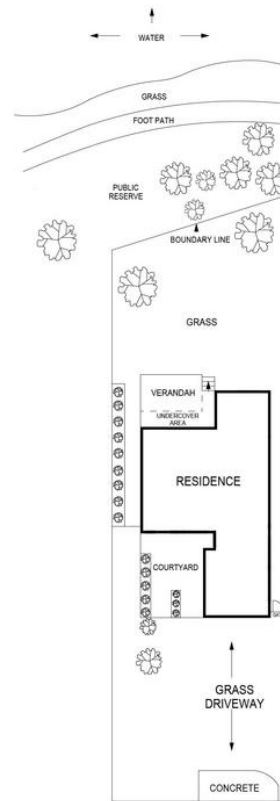 WATER
GRASS
FOOT PATH
PUBLIC
RESERVE
BOUNDARY LINE
GRASS
VERANDAH
UNDERCOVER
AREA
RESIDENCE
COURTYARD
GRASS
DRIVEWAY
CONCRETE